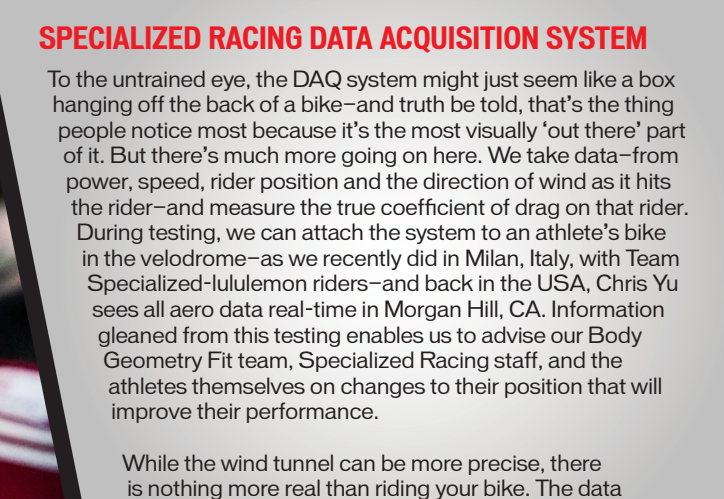 SPECIALIZED RACING DATA ACQUISITION SYSTEM
To the untrained eye, the DAQ system might just seem like a box
hanging off the back of a bike–and truth be told, that's the thing
people notice most because it's the most visually 'out there' part
of it. But there's much more going on here. We take data–from
power, speed, rider position and the direction of wind as it hits
the rider–and measure the true coefficient of drag on that rider.
During testing, we can attach the system to an athlete's bike
in the velodrome–as we recently did in Milan, Italy, with Team
Specialized-lululemon riders–and back in the USA, Chris Yu
sees all aero data real-time in Morgan Hill, CA. Information
gleaned from this testing enables us to advise our Body
Geometry Fit team, Specialized Racing staff, and the
athletes themselves on changes to their position that will
improve their performance.
While the wind tunnel can be more precise, there
is nothing more real than riding your bike. The data